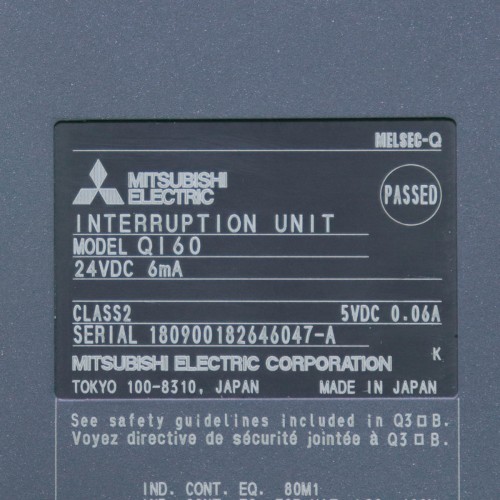 MELSEC-Q
MITSUBISHI
ELECTRIC
PASSED
INTERRUPTION UNIT
MODEL QI60
24VDC 6mA
CLASS2 5VDC 0.06A
SERIAL 180900182646047-A
K
MITSUBISHI ELECTRIC CORPORATION
TOKYO 100-8310, JAPAN MADE IN JAPAN
See safety guidelines included in Q3□B.
Voyez directive de sécurité jointée à Q3□B.
IND. CONT. EQ. 80M1